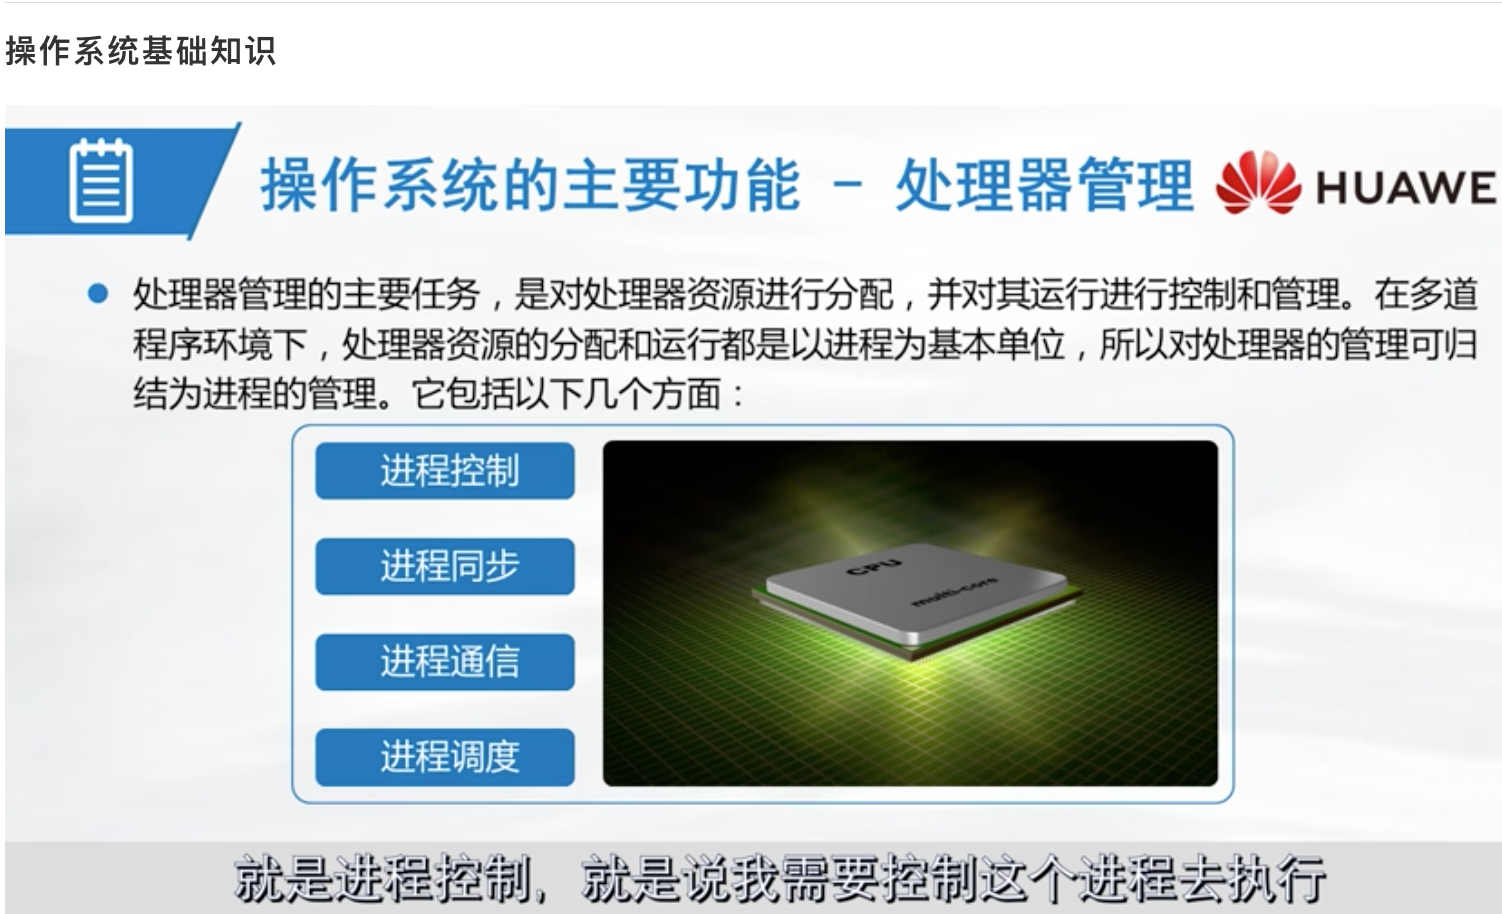 操作系统基础知识
操作系统的主要功能 - 处理器管理
HUAWE
处理器管理的主要任务，是对处理器资源进行分配，并对其运行进行控制和管理。在多道
程序环境下，处理器资源的分配和运行都是以进程为基本单位，所以对处理器的管理可归
结为进程的管理。它包括以下几个方面：
进程控制
进程同步
进程通信
进程调度
CPU
multi-core
就是进程控制，就是说我需要控制这个进程去执行